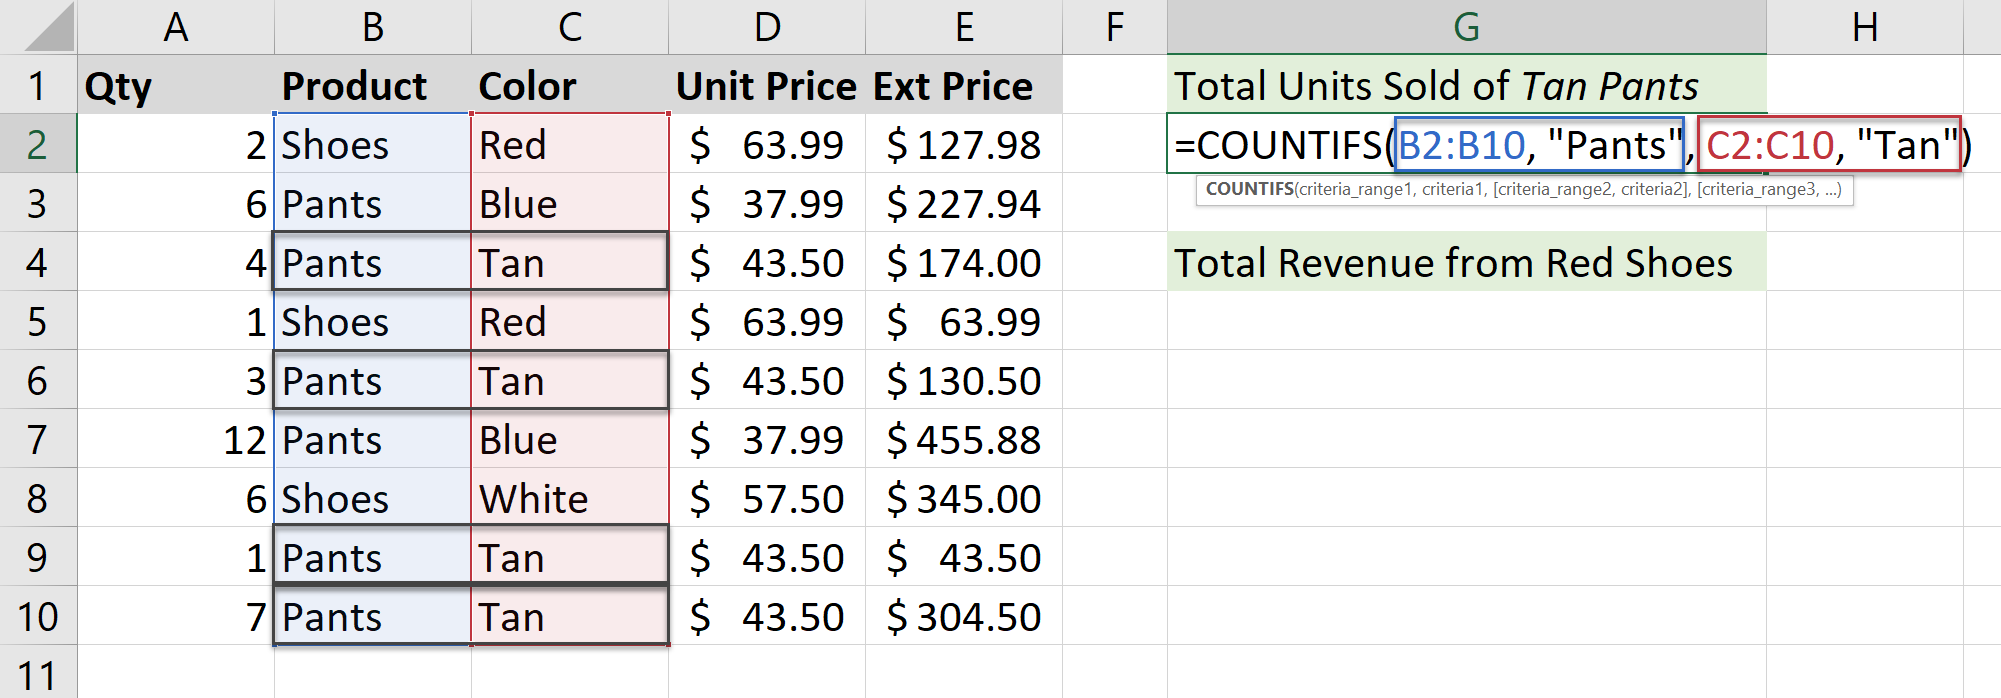 A B C D E F G H
1 Qty Product Color Unit Price Ext Price Total Units Sold of Tan Pants
2 2 Shoes Red $ 63.99 $ 127.98 =COUNTIFS(B2:B10, "Pants", C2:C10, "Tan")
COUNTIFS(criteria_range1, criteria1, [criteria_range2, criteria2], [criteria_range3, ...)
3 6 Pants Blue $ 37.99 $ 227.94
4 4 Pants Tan $ 43.50 $ 174.00 Total Revenue from Red Shoes
5 1 Shoes Red $ 63.99 $ 63.99
6 3 Pants Tan $ 43.50 $ 130.50
7 12 Pants Blue $ 37.99 $ 455.88
8 6 Shoes White $ 57.50 $ 345.00
9 1 Pants Tan $ 43.50 $ 43.50
10 7 Pants Tan $ 43.50 $ 304.50
11